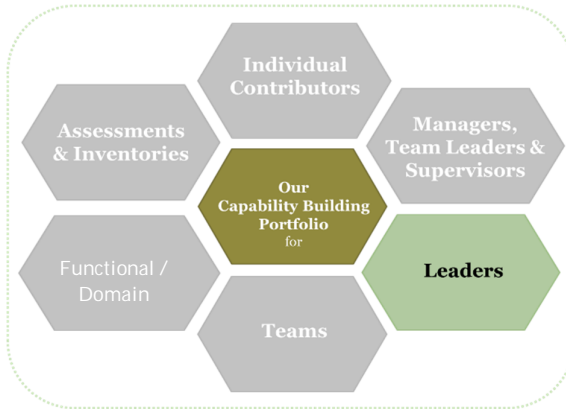 Individual
Contributors
Assessments
& Inventories
Managers,
Team Leaders &
Supervisors
Our
Capability Building
Portfolio
for
Functional /
Domain
Leaders
Teams